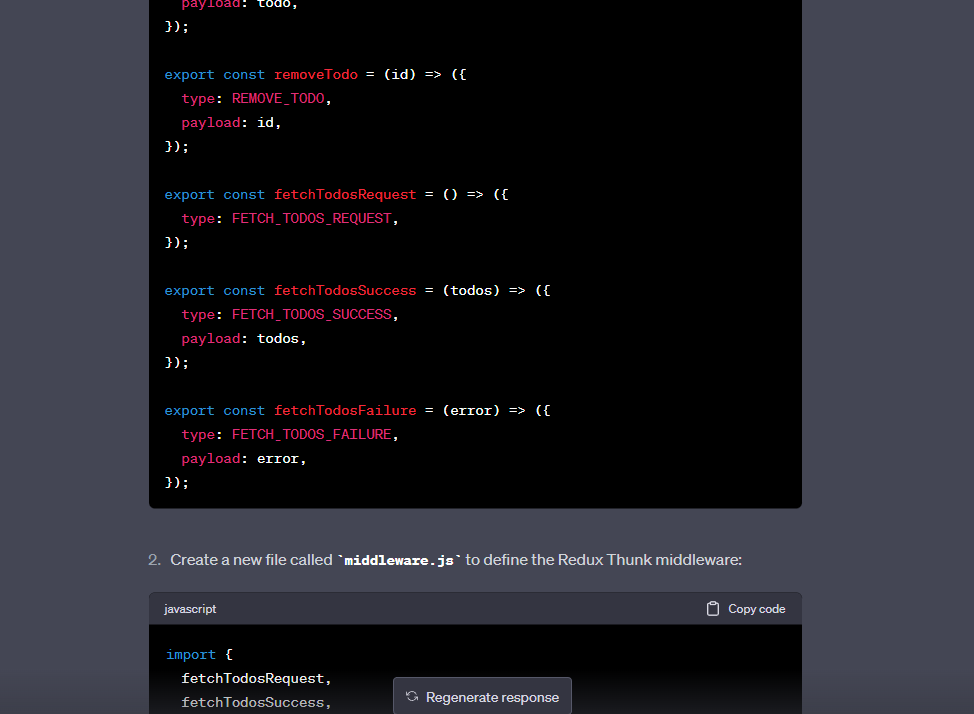 payload: todo,
});
export const removeTodo = (id) => ({
type: REMOVE_TODO,
payload: id,
});
export const fetchTodosRequest = () => ({
type: FETCH_TODOS_REQUEST,
});
export const fetchTodosSuccess = (todos) => ({
type: FETCH_TODOS_SUCCESS,
payload: todos,
});
export const fetchTodosFailure = (error) => ({
type: FETCH_TODOS_FAILURE,
payload: error,
});
2. Create a new file called `middleware.js` to define the Redux Thunk middleware:
javascript Copy code
import {
fetchTodosRequest,
fetchTodosSuccess,
Regenerate response